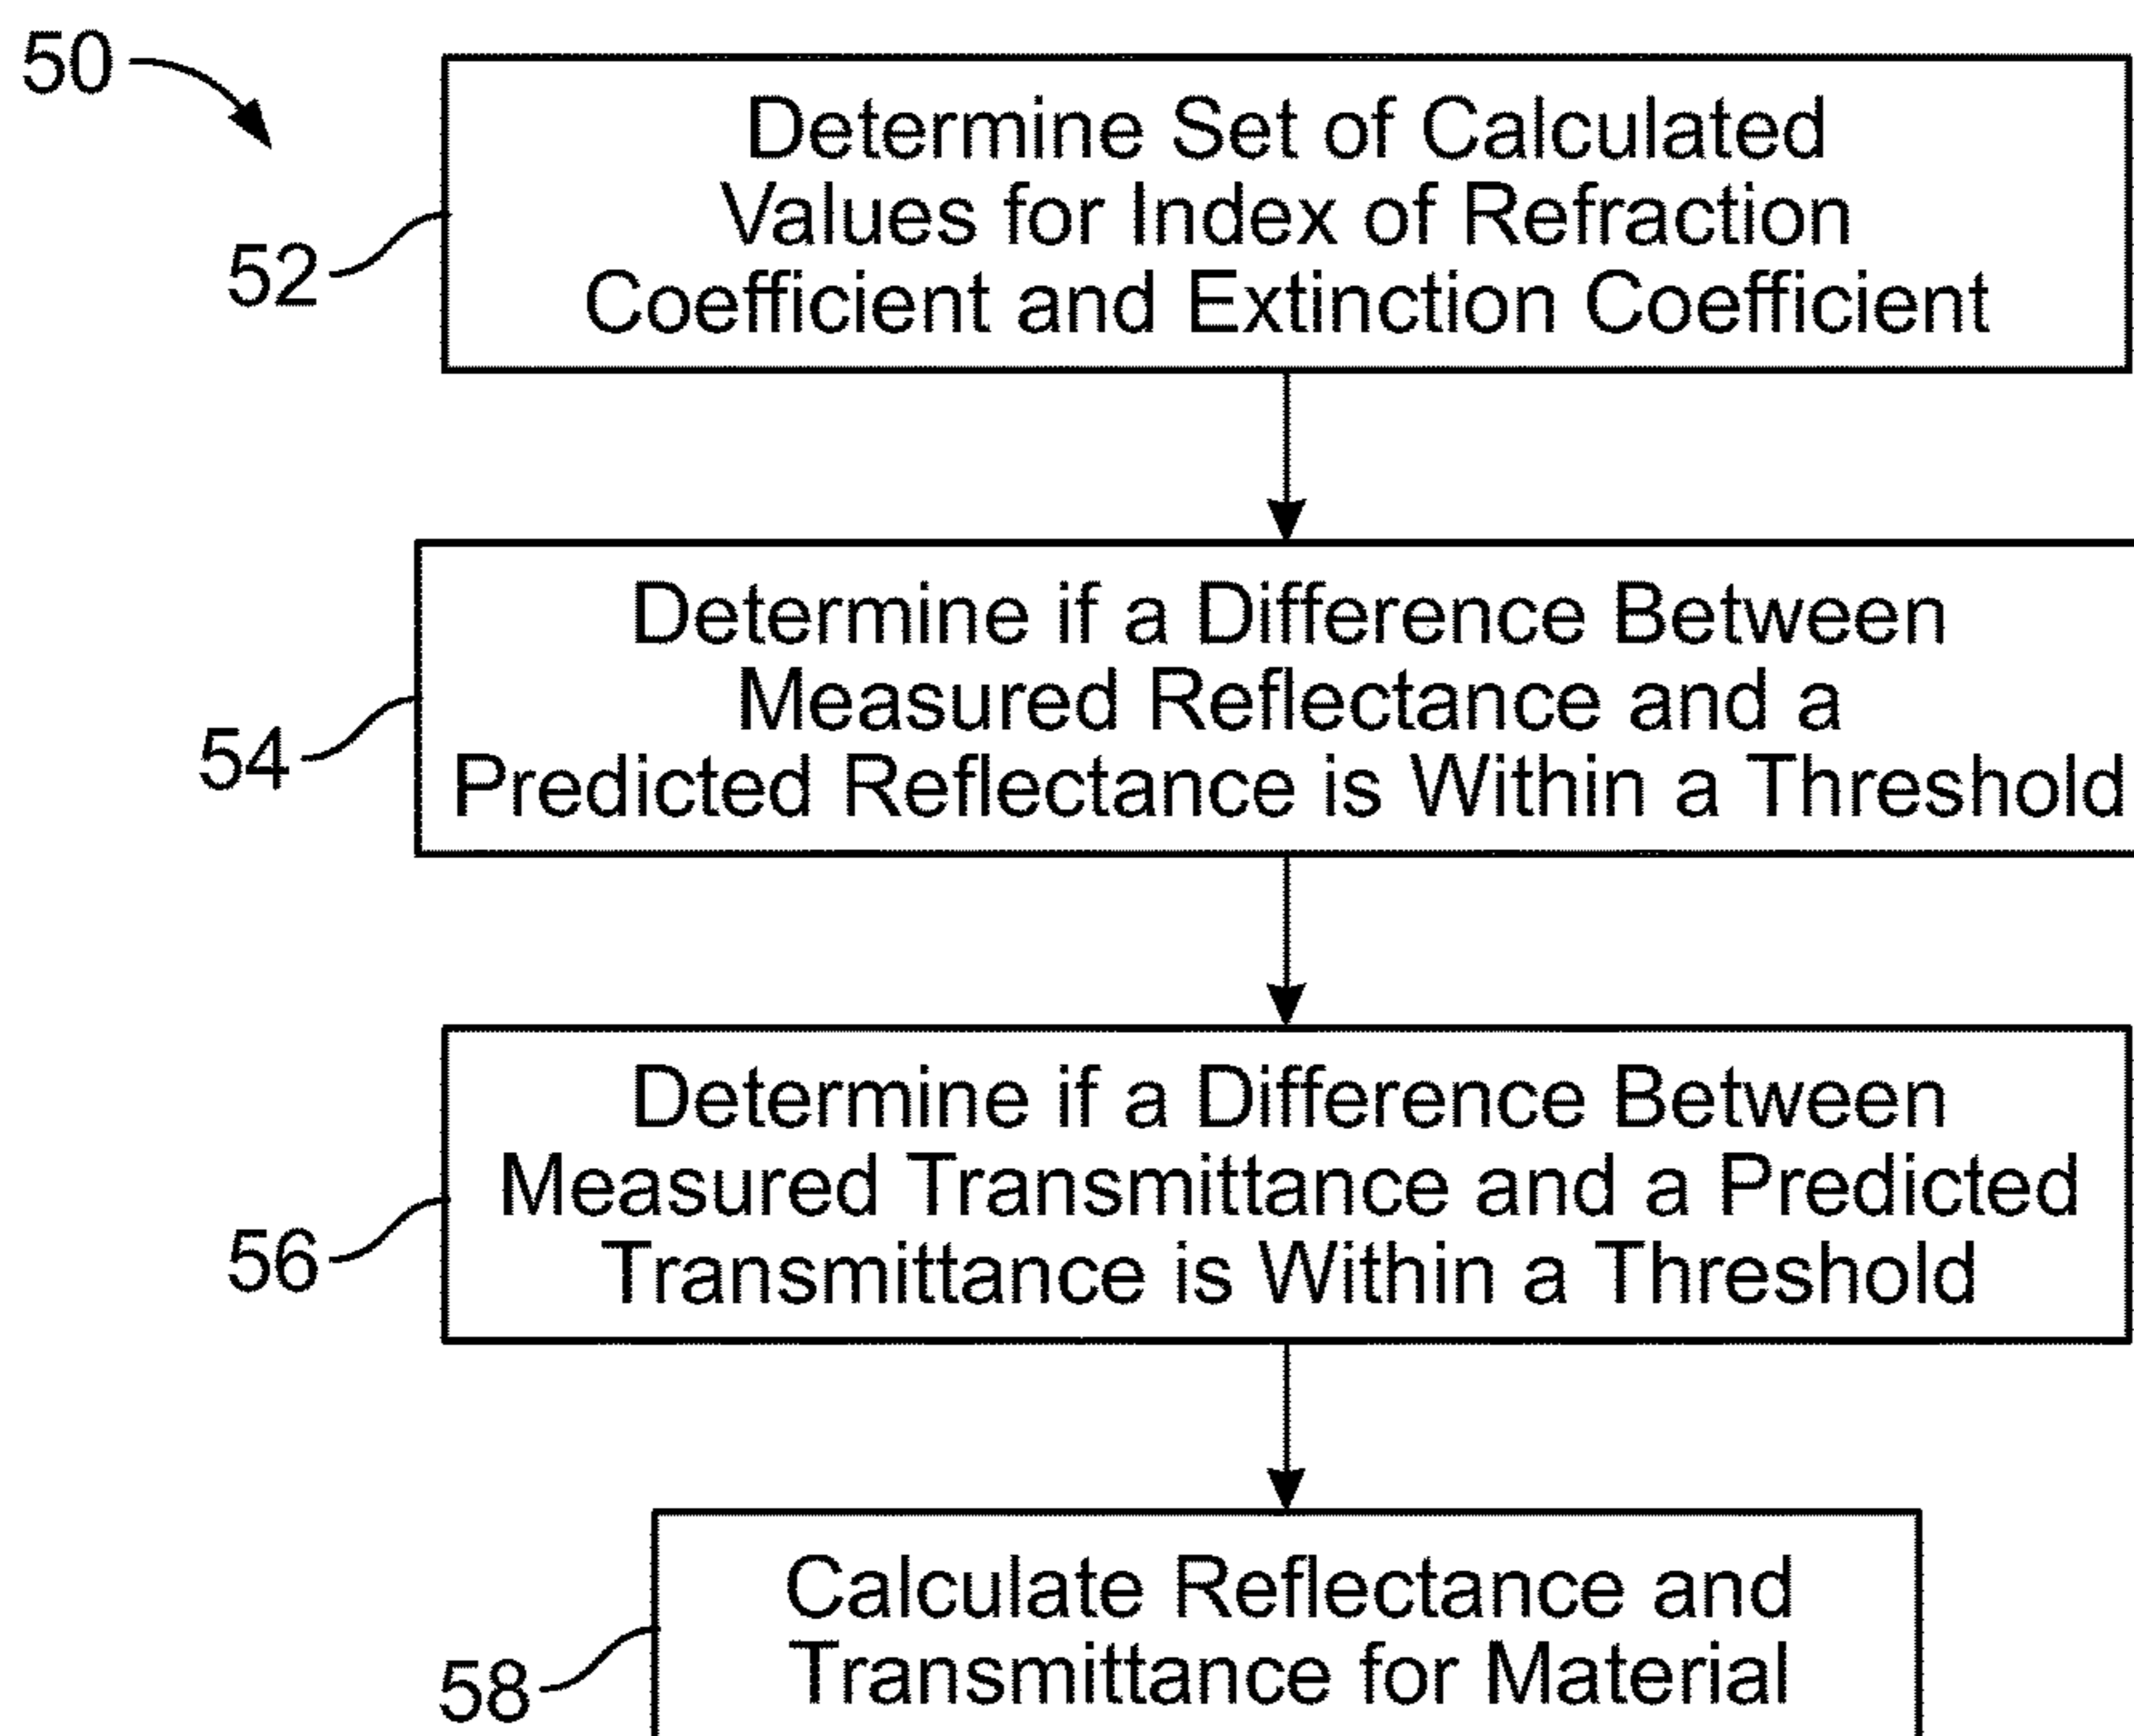 50
Determine Set of Calculated
Values for Index of Refraction
Coefficient and Extinction Coefficient
52
Determine if a Difference Between
Measured Reflectance and a
Predicted Reflectance is Within a Threshold
54
Determine if a Difference Between
Measured Transmittance and a Predicted
Transmittance is Within a Threshold
56
Calculate Reflectance and
Transmittance for Material
58